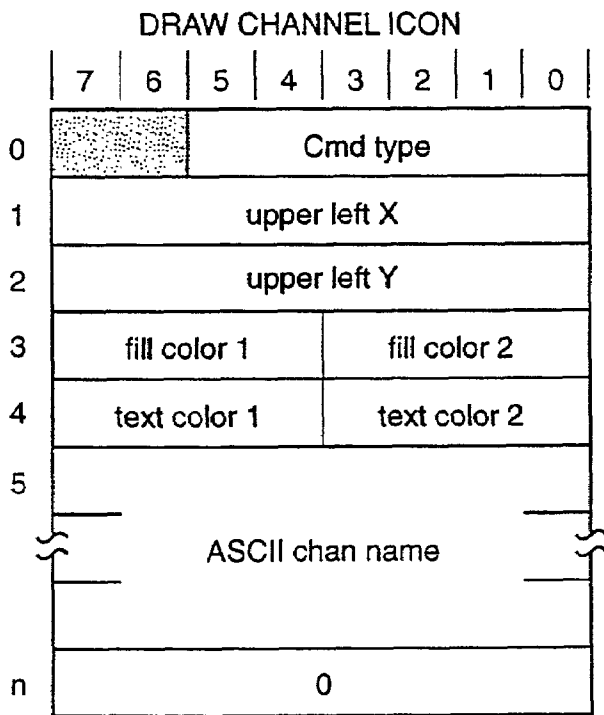 DRAW CHANNEL ICON
7 6 5 4 3 2 1 0
0 Cmd type
1 upper left X
2 upper left Y
3 fill color 1 fill color 2
4 text color 1 text color 2
5
ASCII chan name
n 0